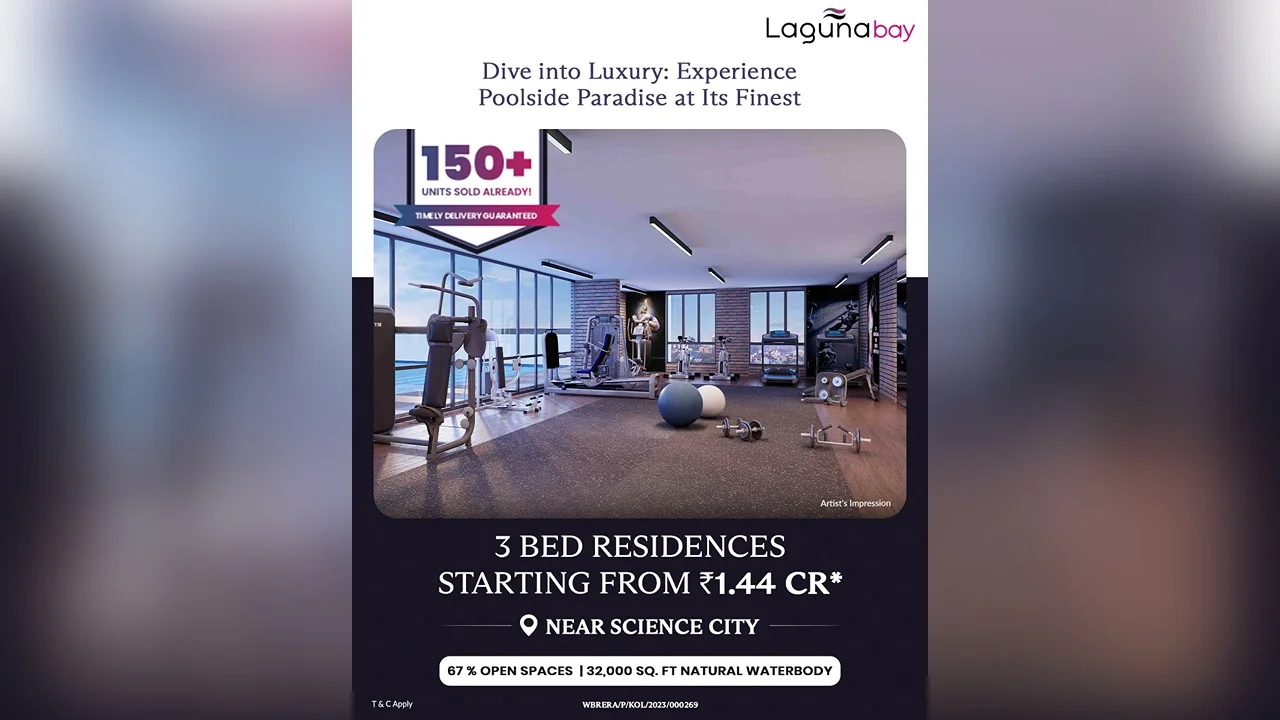 Lagunabay
Dive into Luxury: Experience
Poolside Paradise at Its Finest
150+
UNITS SOLD ALREADY!
TIMELY DELIVERY GUARANTEED
YM
Artist's Impression
3 BED RESIDENCES
STARTING FROM ₹1.44 CR*
NEAR SCIENCE CITY
67 % OPEN SPACES | 32,000 SQ. FT NATURAL WATERBODY
T & C Apply
WBRERA/P/KOL/2023/000269